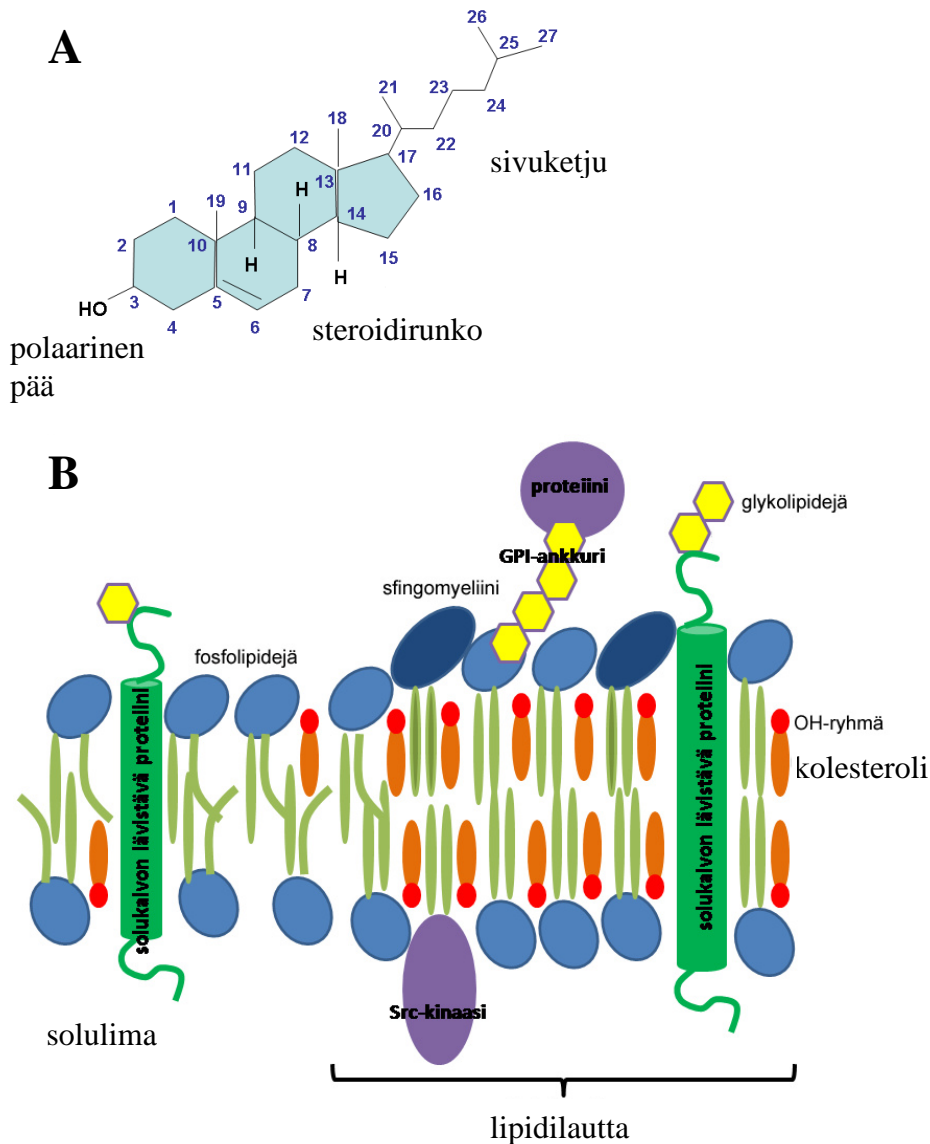 A
26
27
25
21
23
24
18
20
22
12
17
sivuketju
11
13
16
H
19
1
9
14
2
10
8
15
H
H
HO
3
5
7
4
6
steroidirunko
polaarinen
pää
B
proteiini
glykolipidejä
GPI-ankkuri
sfingomyeliini
fosfolipidejä
solukalvon lävistävä proteiini
solukalvon lävistävä proteiini
OH-ryhmä
kolesteroli
Src-kinaasi
solulima
lipidilautta